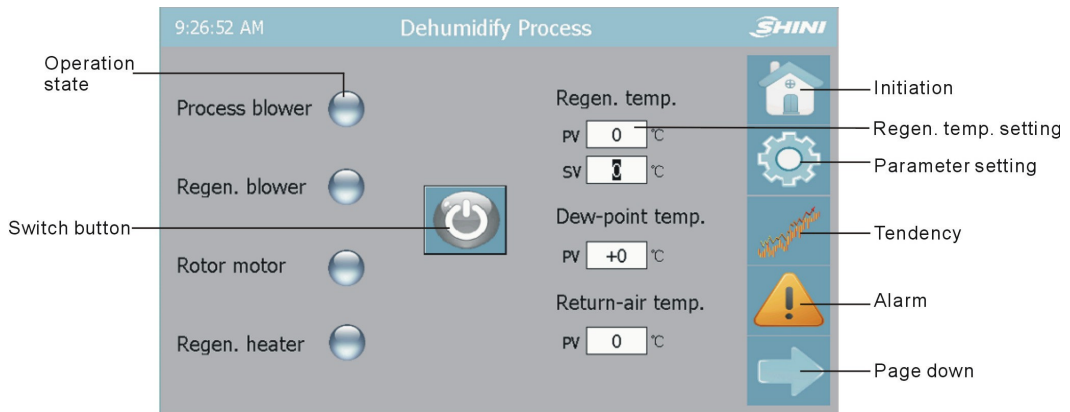 9:26:52 AM Dehumidify Process SHINI
Operation
state
Process blower
Regen. blower
Switch button
Rotor motor
Regen. heater
Regen. temp.
PV 0 ℃
SV 0 ℃
Dew-point temp.
PV +0 ℃
Return-air temp.
PV 0 ℃
Initiation
Regen. temp. setting
Parameter setting
Tendency
Alarm
Page down